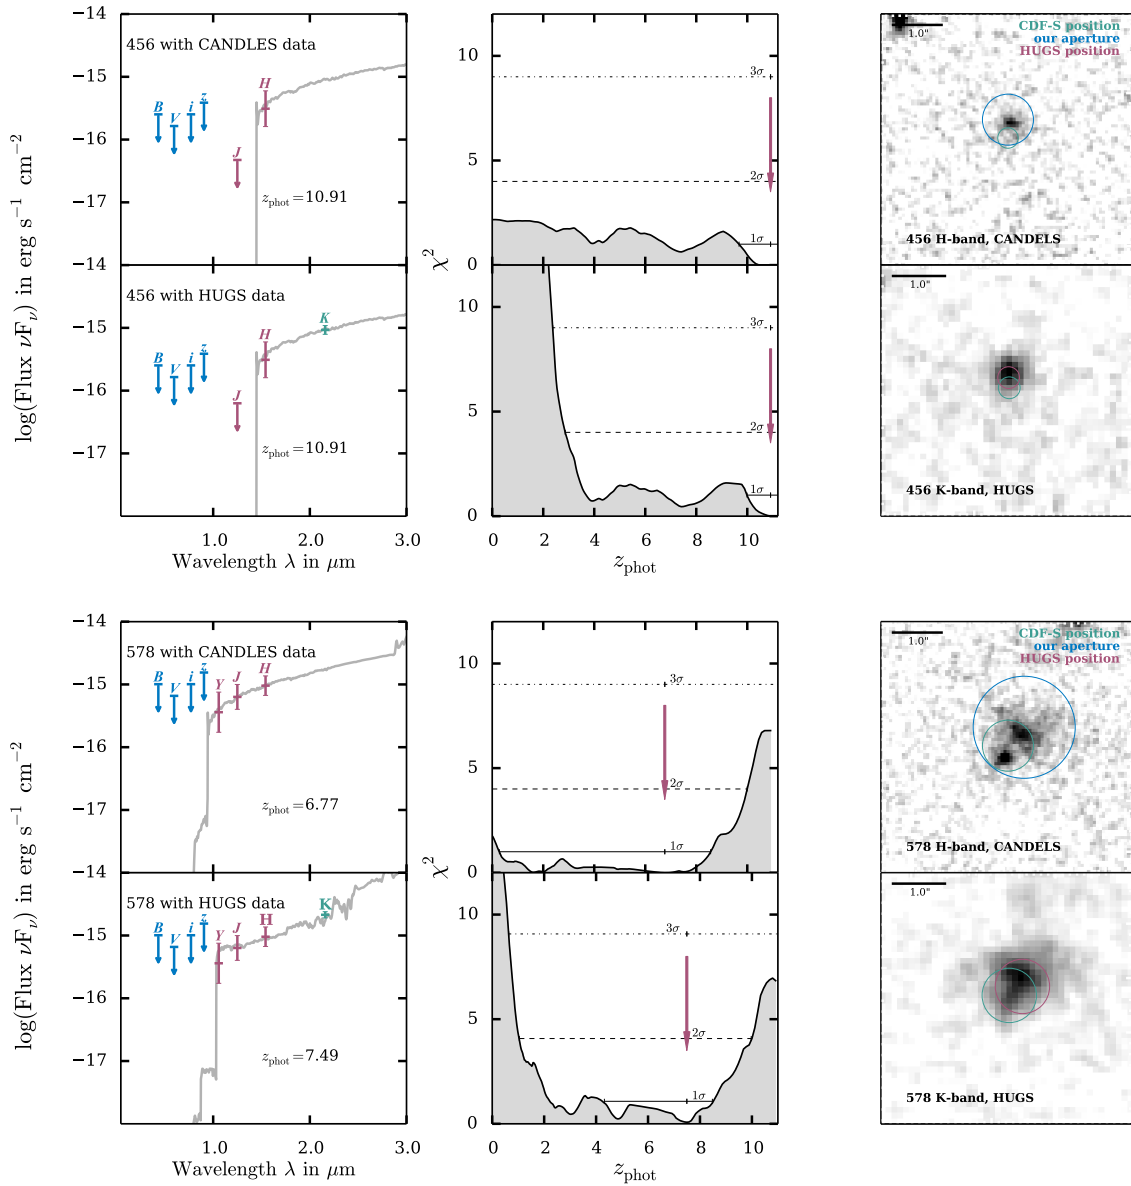 456 with CANDLES data
B V i z J H
z_phot=10.91
−14
−15
−16
−17
−14
log(Flux νF_ν) in erg s⁻¹ cm⁻²
456 with HUGS data
B V i z J H K
z_phot=10.91
−15
−16
−17
1.0 2.0 3.0
Wavelength λ in μm
χ²
10
5
0
3σ
2σ
1σ
10
5
0
3σ
2σ
1σ
0 2 4 6 8 10
z_phot
1.0"
CDF-S position
our aperture
HUGS position
456 H-band, CANDELS
1.0"
456 K-band, HUGS
578 with CANDLES data
B V i z Y J H
z_phot=6.77
−14
−15
−16
−17
−14
log(Flux νF_ν) in erg s⁻¹ cm⁻²
578 with HUGS data
B V i z Y J H K
z_phot=7.49
−15
−16
−17
1.0 2.0 3.0
Wavelength λ in μm
χ²
10
5
0
3σ
2σ
1σ
10
5
0
3σ
2σ
1σ
0 2 4 6 8 10
z_phot
1.0"
CDF-S position
our aperture
HUGS position
578 H-band, CANDELS
1.0"
578 K-band, HUGS